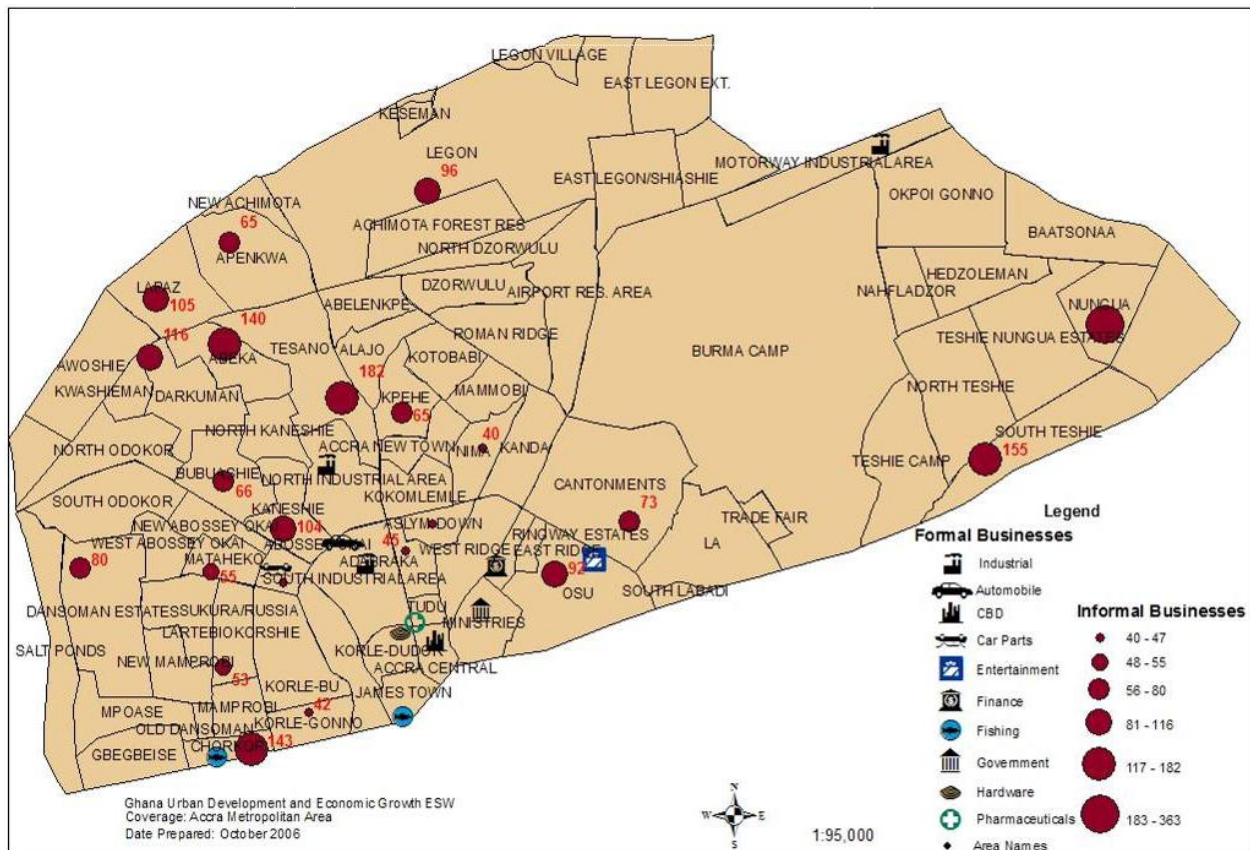 LEGON VILLAGE
EAST LEGON EXT.
KESEMAN
LEGON
96
MOTORWAY INDUSTRIAL AREA
EAST LEGON/SHIASHIE
OKPOI GONNO
NEW ACHIMOTA
65
APENKWA
ACHIMOTA FOREST RES
NORTH DZORWULU
BAATSONAA
HEDZOLEMAN
LAPAZ
105
DZORWULU
AIRPORT RES. AREA
NAHFLADZOR
NUNGUA
ABELENKPE
140
116
ROMAN RIDGE
TESHIE NUNGUA ESTATES
AWOSHIE
ABEKA
TESANO
ALAJO
KOTOBABI
BURMA CAMP
KWASHIEMAN
DARKUMAN
182
KPEHE
65
MAMMOBI
NORTH TESHIE
NORTH KANESHIE
40
SOUTH TESHIE
155
NORTH ODOKOR
ACCRA NEW TOWN
NIMA
KANDA
TESHIE CAMP
BUBUASHIE
66
NORTH INDUSTRIAL AREA
CANTONMENTS
73
SOUTH ODOKOR
KOKOMLEMLE
KANESHIE
104
TRADE FAIR
NEW ABOSSEY OKAI
ASLYM DOWN
RINGWAY ESTATES
WEST ABOSSEY OKAI
ABOSSEY OKAI
45
WEST RIDGE
EAST RIDGE
LA
80
MATAHEKO
55
ADABRAKA
92
SOUTH INDUSTRIAL AREA
OSU
SOUTH LABADI
DANSOMAN ESTATES
SUKURA/RUSSIA
TUDU
MINISTRIES
LARTEBIOKORSHIE
SALT PONDS
NEW MAMPROBI
53
KORLE-DUDOR
ACCRA CENTRAL
KORLE-BU
JAMES TOWN
MPOASE
MAMPROBI
42
KORLE-GONNO
OLD DANSOMAN
GBEGBEISE
CHORKOR
143
Legend
Formal Businesses
Industrial
Automobile
CBD
Car Parts
Entertainment
Finance
Fishing
Government
Hardware
Pharmaceuticals
Area Names
Informal Businesses
40 - 47
48 - 55
56 - 80
81 - 116
117 - 182
183 - 363
Ghana Urban Development and Economic Growth ESW
Coverage: Accra Metropolitan Area
Date Prepared: October 2006
N
W E
S
1:95,000